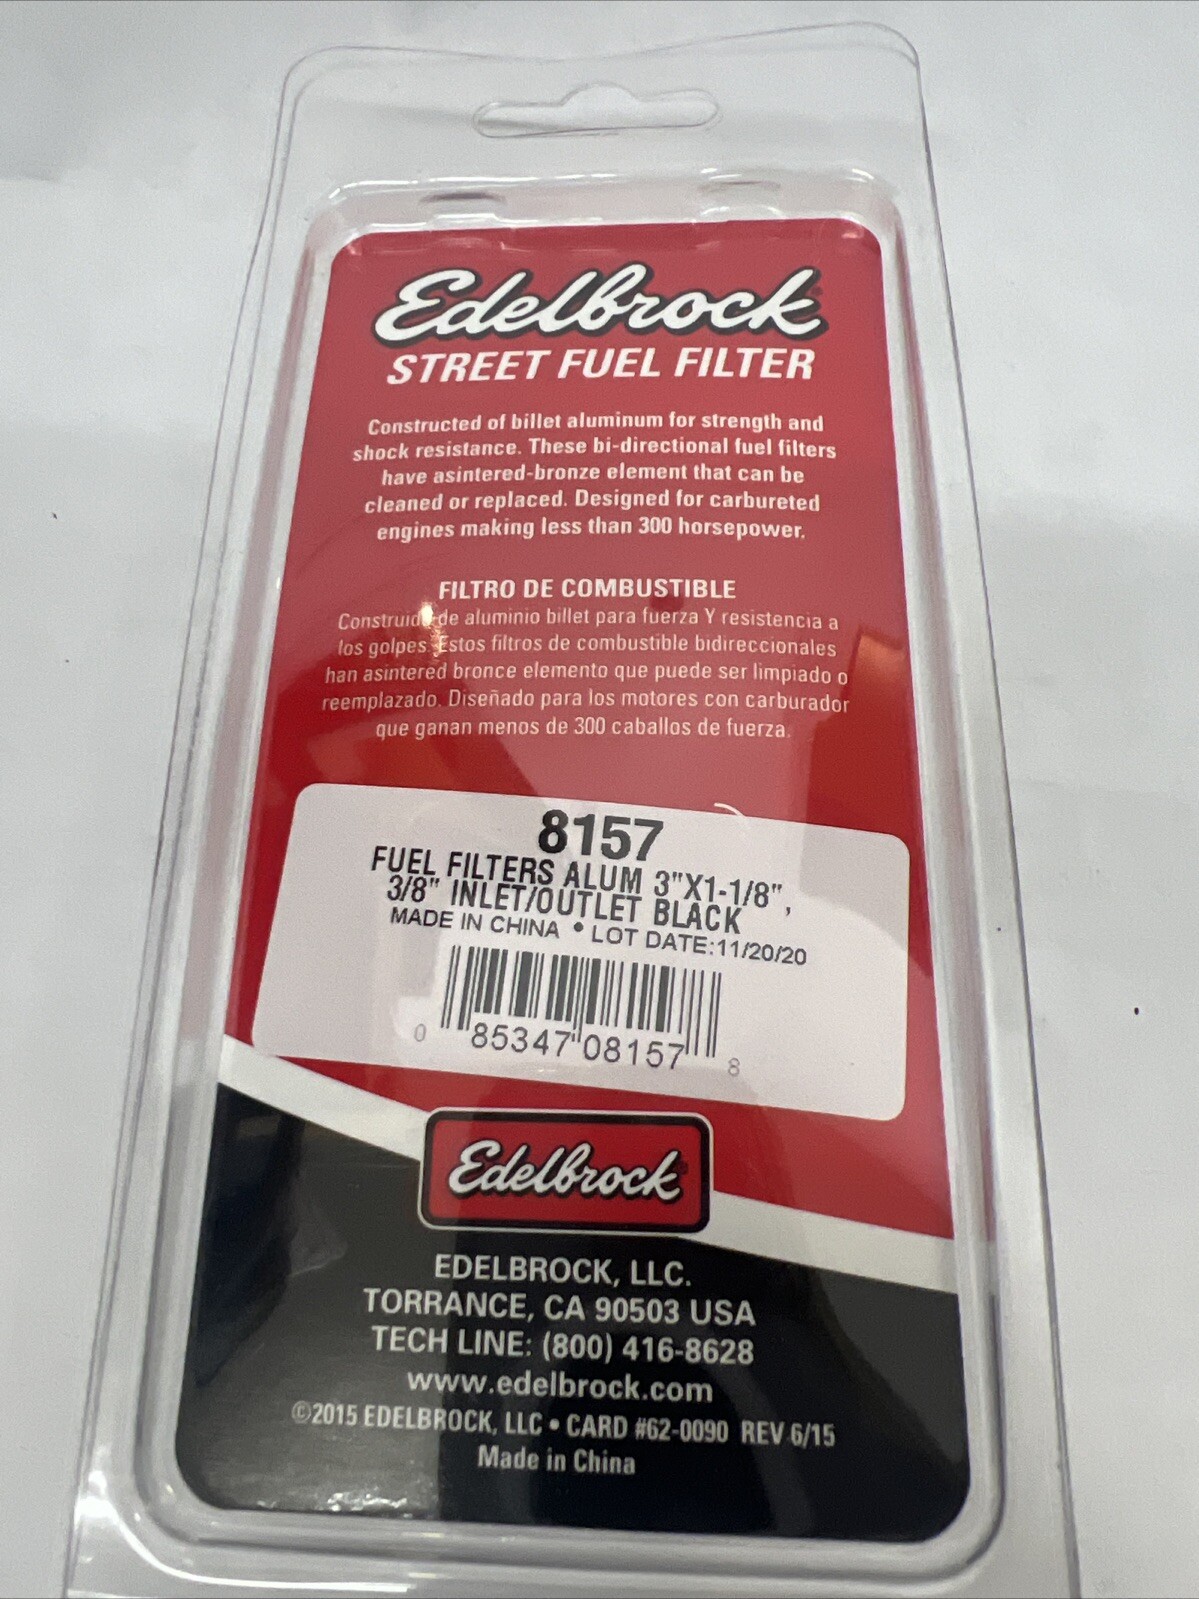 Edelbrock
STREET FUEL FILTER
Constructed of billet aluminum for strength and
shock resistance. These bi-directional fuel filters
have asintered-bronze element that can be
cleaned or replaced. Designed for carbureted
engines making less than 300 horsepower.
FILTRO DE COMBUSTIBLE
Construido de aluminio billet para fuerza Y resistencia a
los golpes. Estos filtros de combustible bidireccionales
han asintered bronce elemento que puede ser limpiado o
reemplazado. Diseñado para los motores con carburador
que ganan menos de 300 caballos de fuerza.
8157
FUEL FILTERS ALUM 3"X1-1/8",
3/8" INLET/OUTLET BLACK
MADE IN CHINA • LOT DATE:11/20/20
0 85347 08157 8
Edelbrock
EDELBROCK, LLC.
TORRANCE, CA 90503 USA
TECH LINE: (800) 416-8628
www.edelbrock.com
©2015 EDELBROCK, LLC • CARD #62-0090 REV 6/15
Made in China